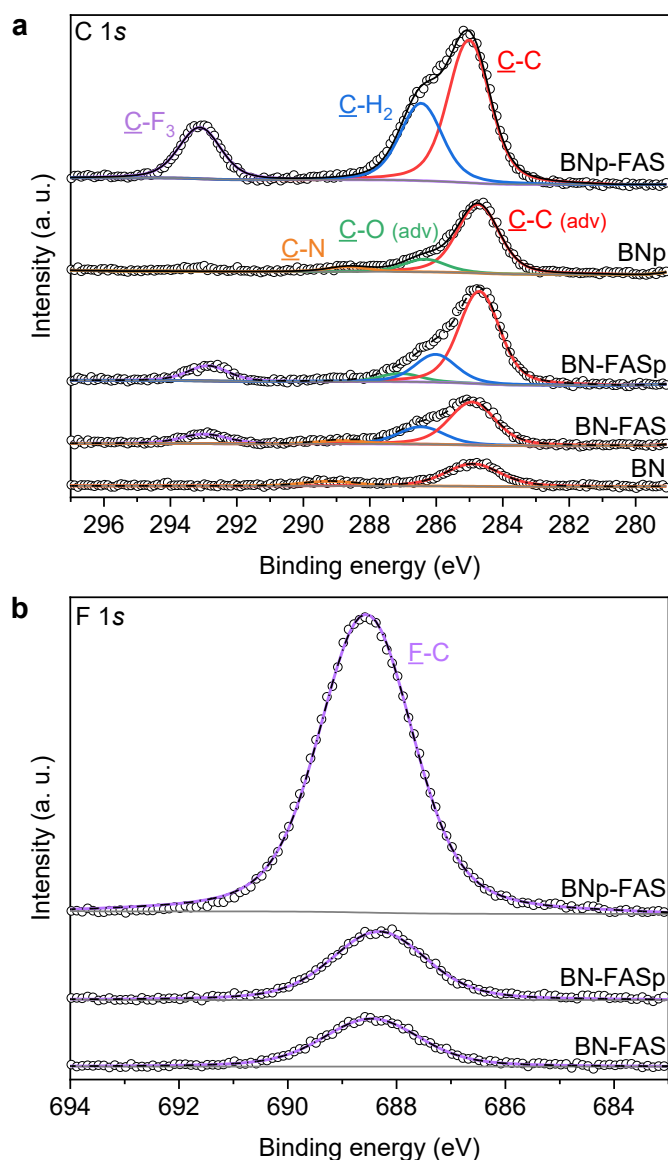 a
C 1s
C-C
C-H2
C-F3
BNp-FAS
C-O (adv)
C-C (adv)
C-N
BNp
BN-FASp
BN-FAS
BN
Intensity (a. u.)
296 294 292 290 288 286 284 282 280
Binding energy (eV)
b
F 1s
F-C
BNp-FAS
BN-FASp
BN-FAS
Intensity (a. u.)
694 692 690 688 686 684
Binding energy (eV)